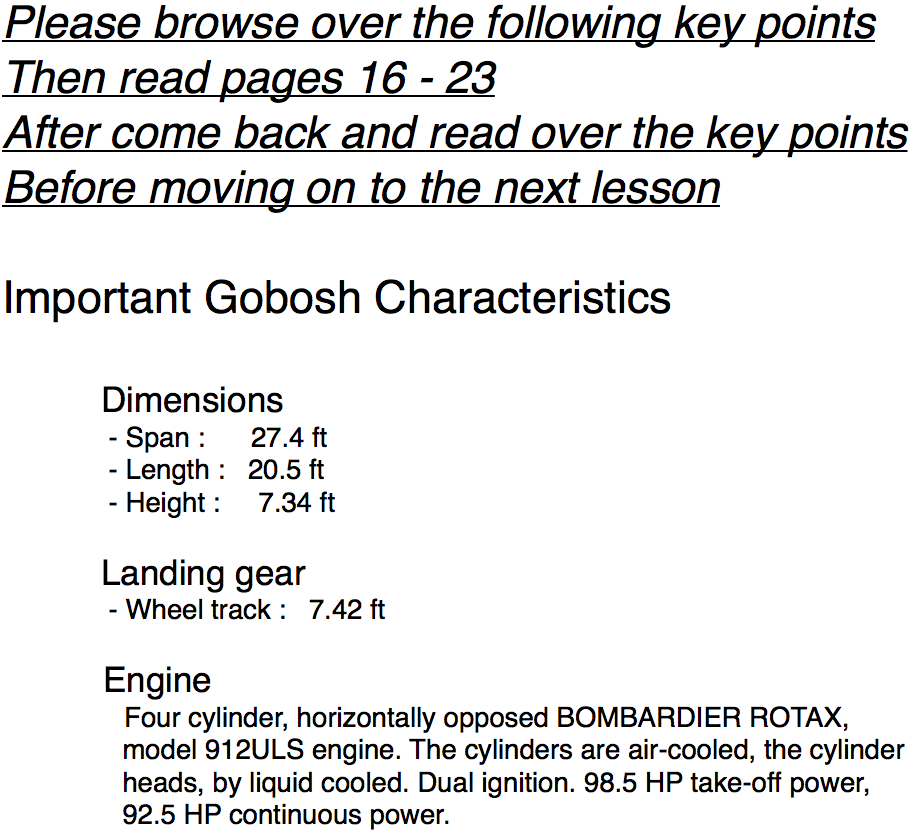 Please browse over the following key points
Then read pages 16 - 23
After come back and read over the key points
Before moving on to the next lesson
Important Gobosh Characteristics
Dimensions
- Span : 27.4 ft
- Length : 20.5 ft
- Height : 7.34 ft
Landing gear
- Wheel track : 7.42 ft
Engine
Four cylinder, horizontally opposed BOMBARDIER ROTAX,
model 912ULS engine. The cylinders are air-cooled, the cylinder
heads, by liquid cooled. Dual ignition. 98.5 HP take-off power,
92.5 HP continuous power.